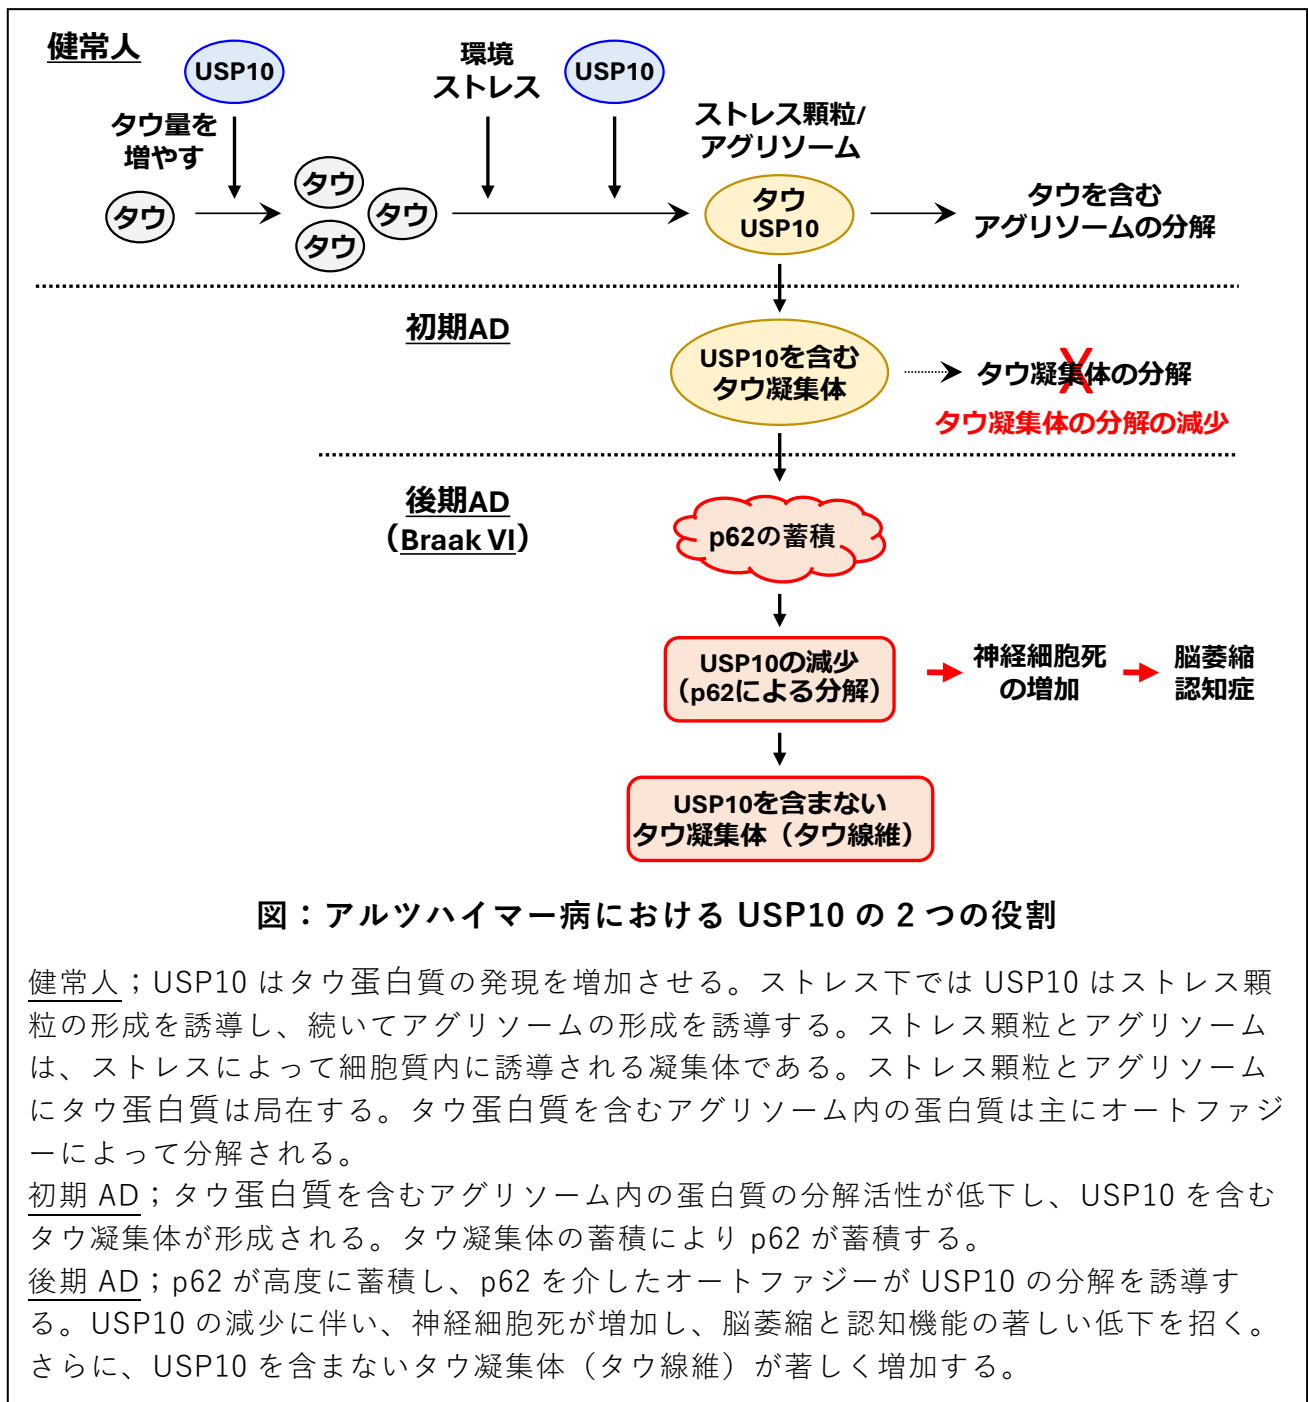 健常人
USP10
環境
ストレス
USP10
タウ量を
増やす
ストレス顆粒/
アグリソーム
タウ
タウ
タウ
タウ
タウ
USP10
タウを含む
アグリソームの分解
初期AD
USP10を含む
タウ凝集体
タウ凝集体の分解
X
タウ凝集体の分解の減少
後期AD
（Braak VI）
p62の蓄積
USP10の減少
（p62による分解）
神経細胞死
の増加
脳萎縮
認知症
USP10を含まない
タウ凝集体（タウ線維）
図：アルツハイマー病における USP10 の 2 つの役割
健常人；USP10 はタウ蛋白質の発現を増加させる。ストレス下では USP10 はストレス顆
粒の形成を誘導し、続いてアグリソームの形成を誘導する。ストレス顆粒とアグリソーム
は、ストレスによって細胞質内に誘導される凝集体である。ストレス顆粒とアグリソーム
にタウ蛋白質は局在する。タウ蛋白質を含むアグリソーム内の蛋白質は主にオートファジ
ーによって分解される。
初期 AD；タウ蛋白質を含むアグリソーム内の蛋白質の分解活性が低下し、USP10 を含む
タウ凝集体が形成される。タウ凝集体の蓄積により p62 が蓄積する。
後期 AD；p62 が高度に蓄積し、p62 を介したオートファジーが USP10 の分解を誘導す
る。USP10 の減少に伴い、神経細胞死が増加し、脳萎縮と認知機能の著しい低下を招く。
さらに、USP10 を含まないタウ凝集体（タウ線維）が著しく増加する。